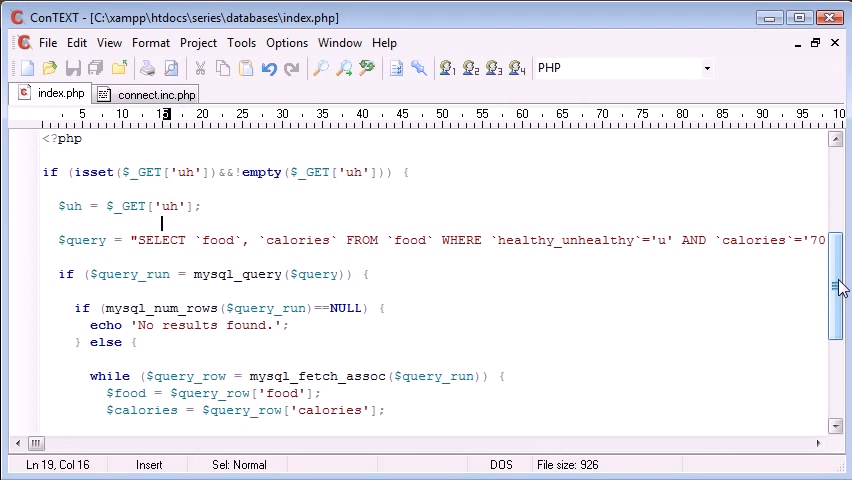 ConTEXT - [C:\xampp\htdocs\series\databases\index.php]
File Edit View Format Project Tools Options Window Help
1 2 3 4 PHP
index.php connect.inc.php
5 10 15 20 25 30 35 40 45 50 55 60 65 70 75 80 85 90 95 10
<?php
if (isset($_GET['uh'])&&!empty($_GET['uh'])) {
$uh = $_GET['uh'];
$query = "SELECT `food`, `calories` FROM `food` WHERE `healthy_unhealthy`='u' AND `calories`='70
if ($query_run = mysql_query($query)) {
if (mysql_num_rows($query_run)==NULL) {
echo 'No results found.';
} else {
while ($query_row = mysql_fetch_assoc($query_run)) {
$food = $query_row['food'];
$calories = $query_row['calories'];
Ln 19, Col 16 Insert Sel: Normal DOS File size: 926